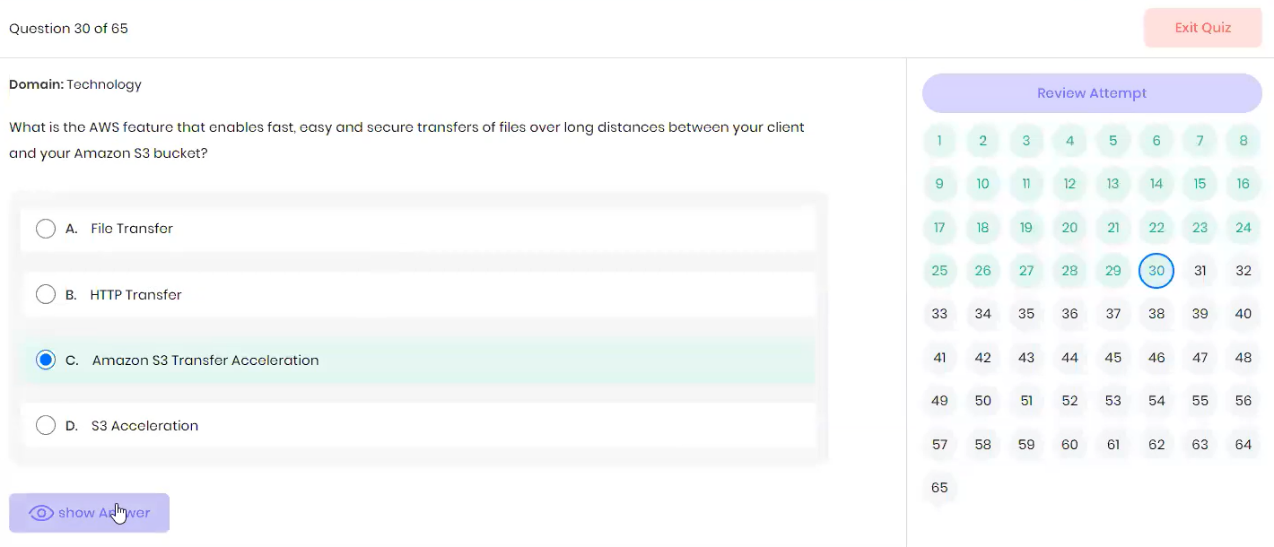 Question 30 of 65
Exit Quiz
Domain: Technology
What is the AWS feature that enables fast, easy and secure transfers of files over long distances between your client
and your Amazon S3 bucket?
A. File Transfer
B. HTTP Transfer
C. Amazon S3 Transfer Acceleration
D. S3 Acceleration
show Answer
Review Attempt
1 2 3 4 5 6 7 8
9 10 11 12 13 14 15 16
17 18 19 20 21 22 23 24
25 26 27 28 29 30 31 32
33 34 35 36 37 38 39 40
41 42 43 44 45 46 47 48
49 50 51 52 53 54 55 56
57 58 59 60 61 62 63 64
65